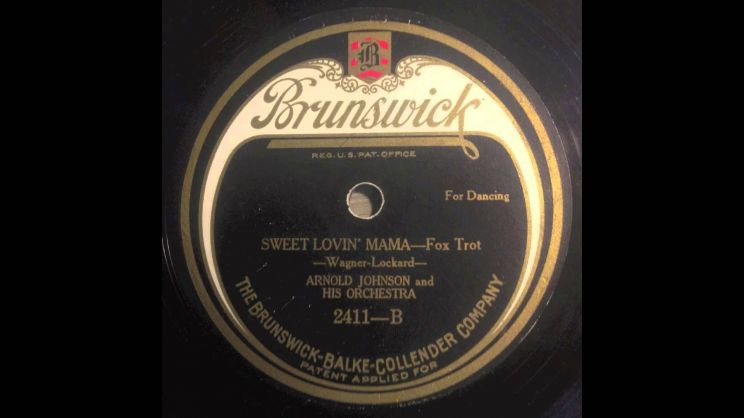 B
Brunswick
REG. U.S. PAT. OFFICE
For Dancing
SWEET LOVIN' MAMA—Fox Trot
—Wagner-Lockard—
ARNOLD JOHNSON and
HIS ORCHESTRA
2411—B
THE BRUNSWICK-BALKE-COLLENDER COMPANY
PATENT APPLIED FOR